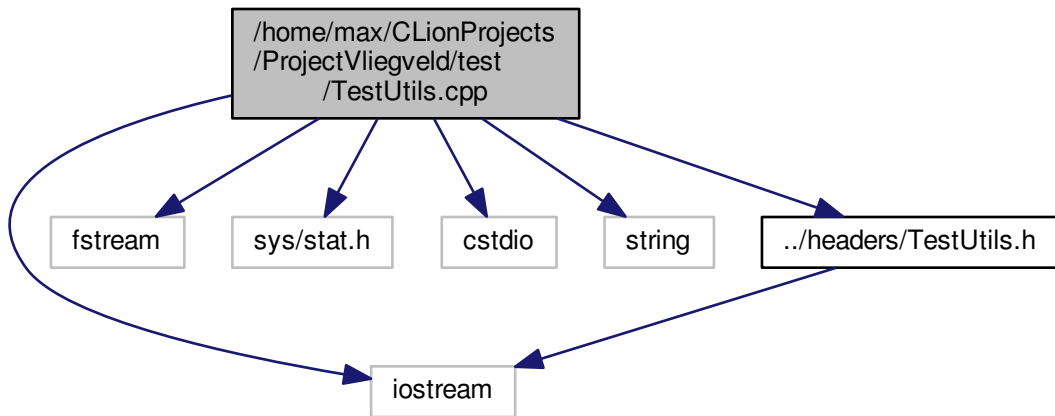 /home/max/CLionProjects
/ProjectVliegveld/test
/TestUtils.cpp
fstream
sys/stat.h
cstdio
string
../headers/TestUtils.h
iostream